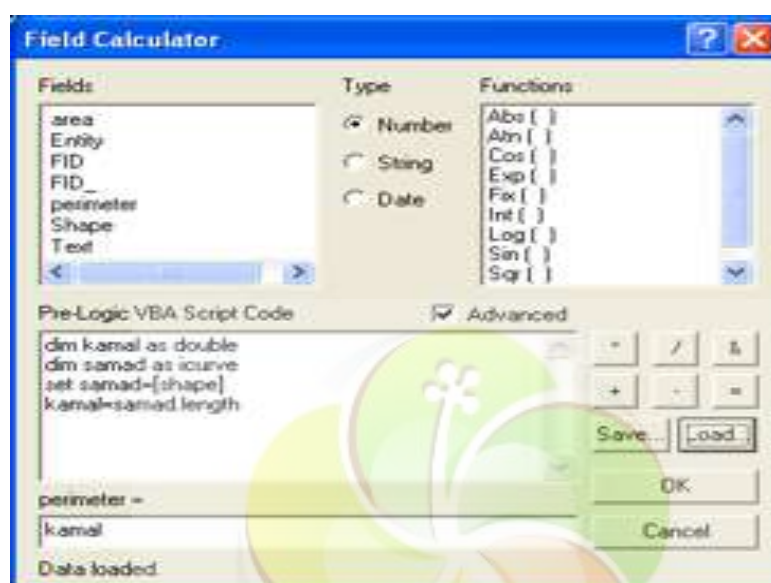 Field Calculator
Fields
Type
Functions
area
Entity
FID
FID_
perimeter
Shape
Text
Number
String
Date
Abs ( )
Atn ( )
Cos ( )
Exp ( )
Fix ( )
Int ( )
Log ( )
Sin ( )
Sqr ( )
Pre-Logic VBA Script Code
Advanced
dim kamal as double
dim samad as icurve
set samad=[shape]
kamal=samad.length
* / &
+ - =
Save... Load...
OK
Cancel
perimeter =
kamal
Data loaded.